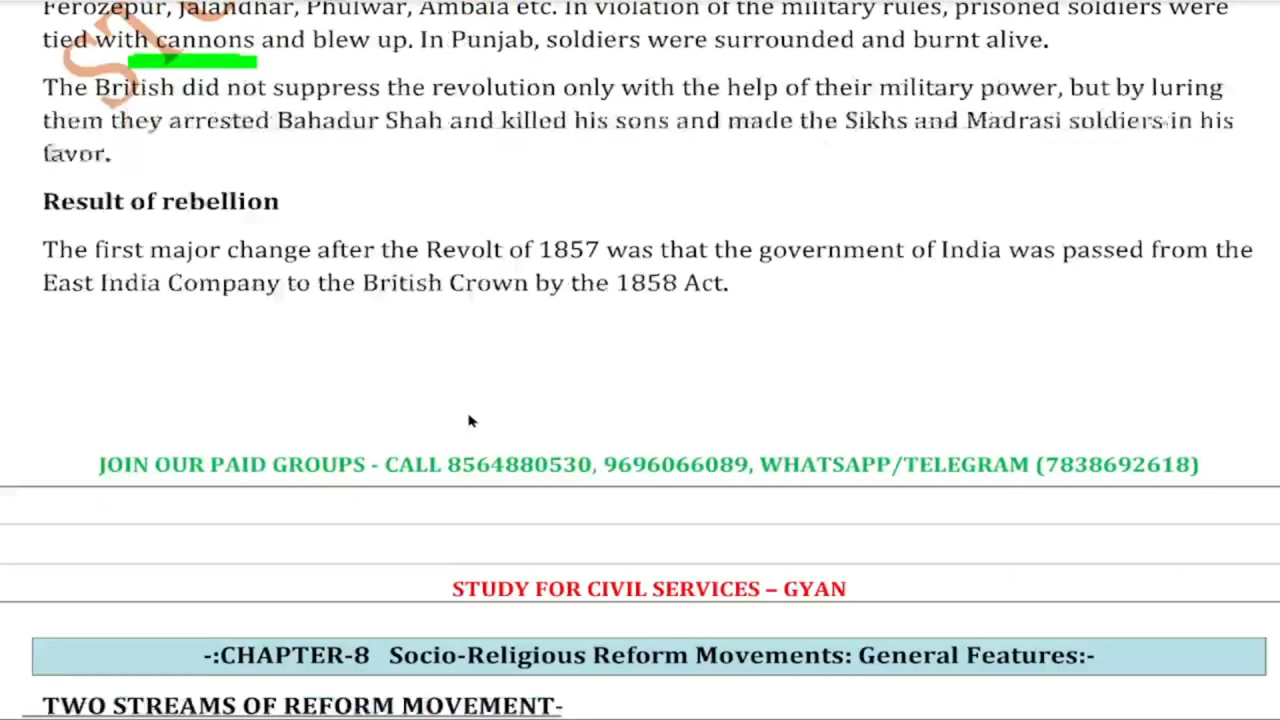 Ferozepur, Jalandhar, Phulwar, Ambala etc. In violation of the military rules, prisoned soldiers were
tied with cannons and blew up. In Punjab, soldiers were surrounded and burnt alive.
The British did not suppress the revolution only with the help of their military power, but by luring
them they arrested Bahadur Shah and killed his sons and made the Sikhs and Madrasi soldiers in his
favor.
Result of rebellion
The first major change after the Revolt of 1857 was that the government of India was passed from the
East India Company to the British Crown by the 1858 Act.
JOIN OUR PAID GROUPS - CALL 8564880530, 9696066089, WHATSAPP/TELEGRAM (7838692618)
STUDY FOR CIVIL SERVICES – GYAN
-:CHAPTER-8 Socio-Religious Reform Movements: General Features:-
TWO STREAMS OF REFORM MOVEMENT-